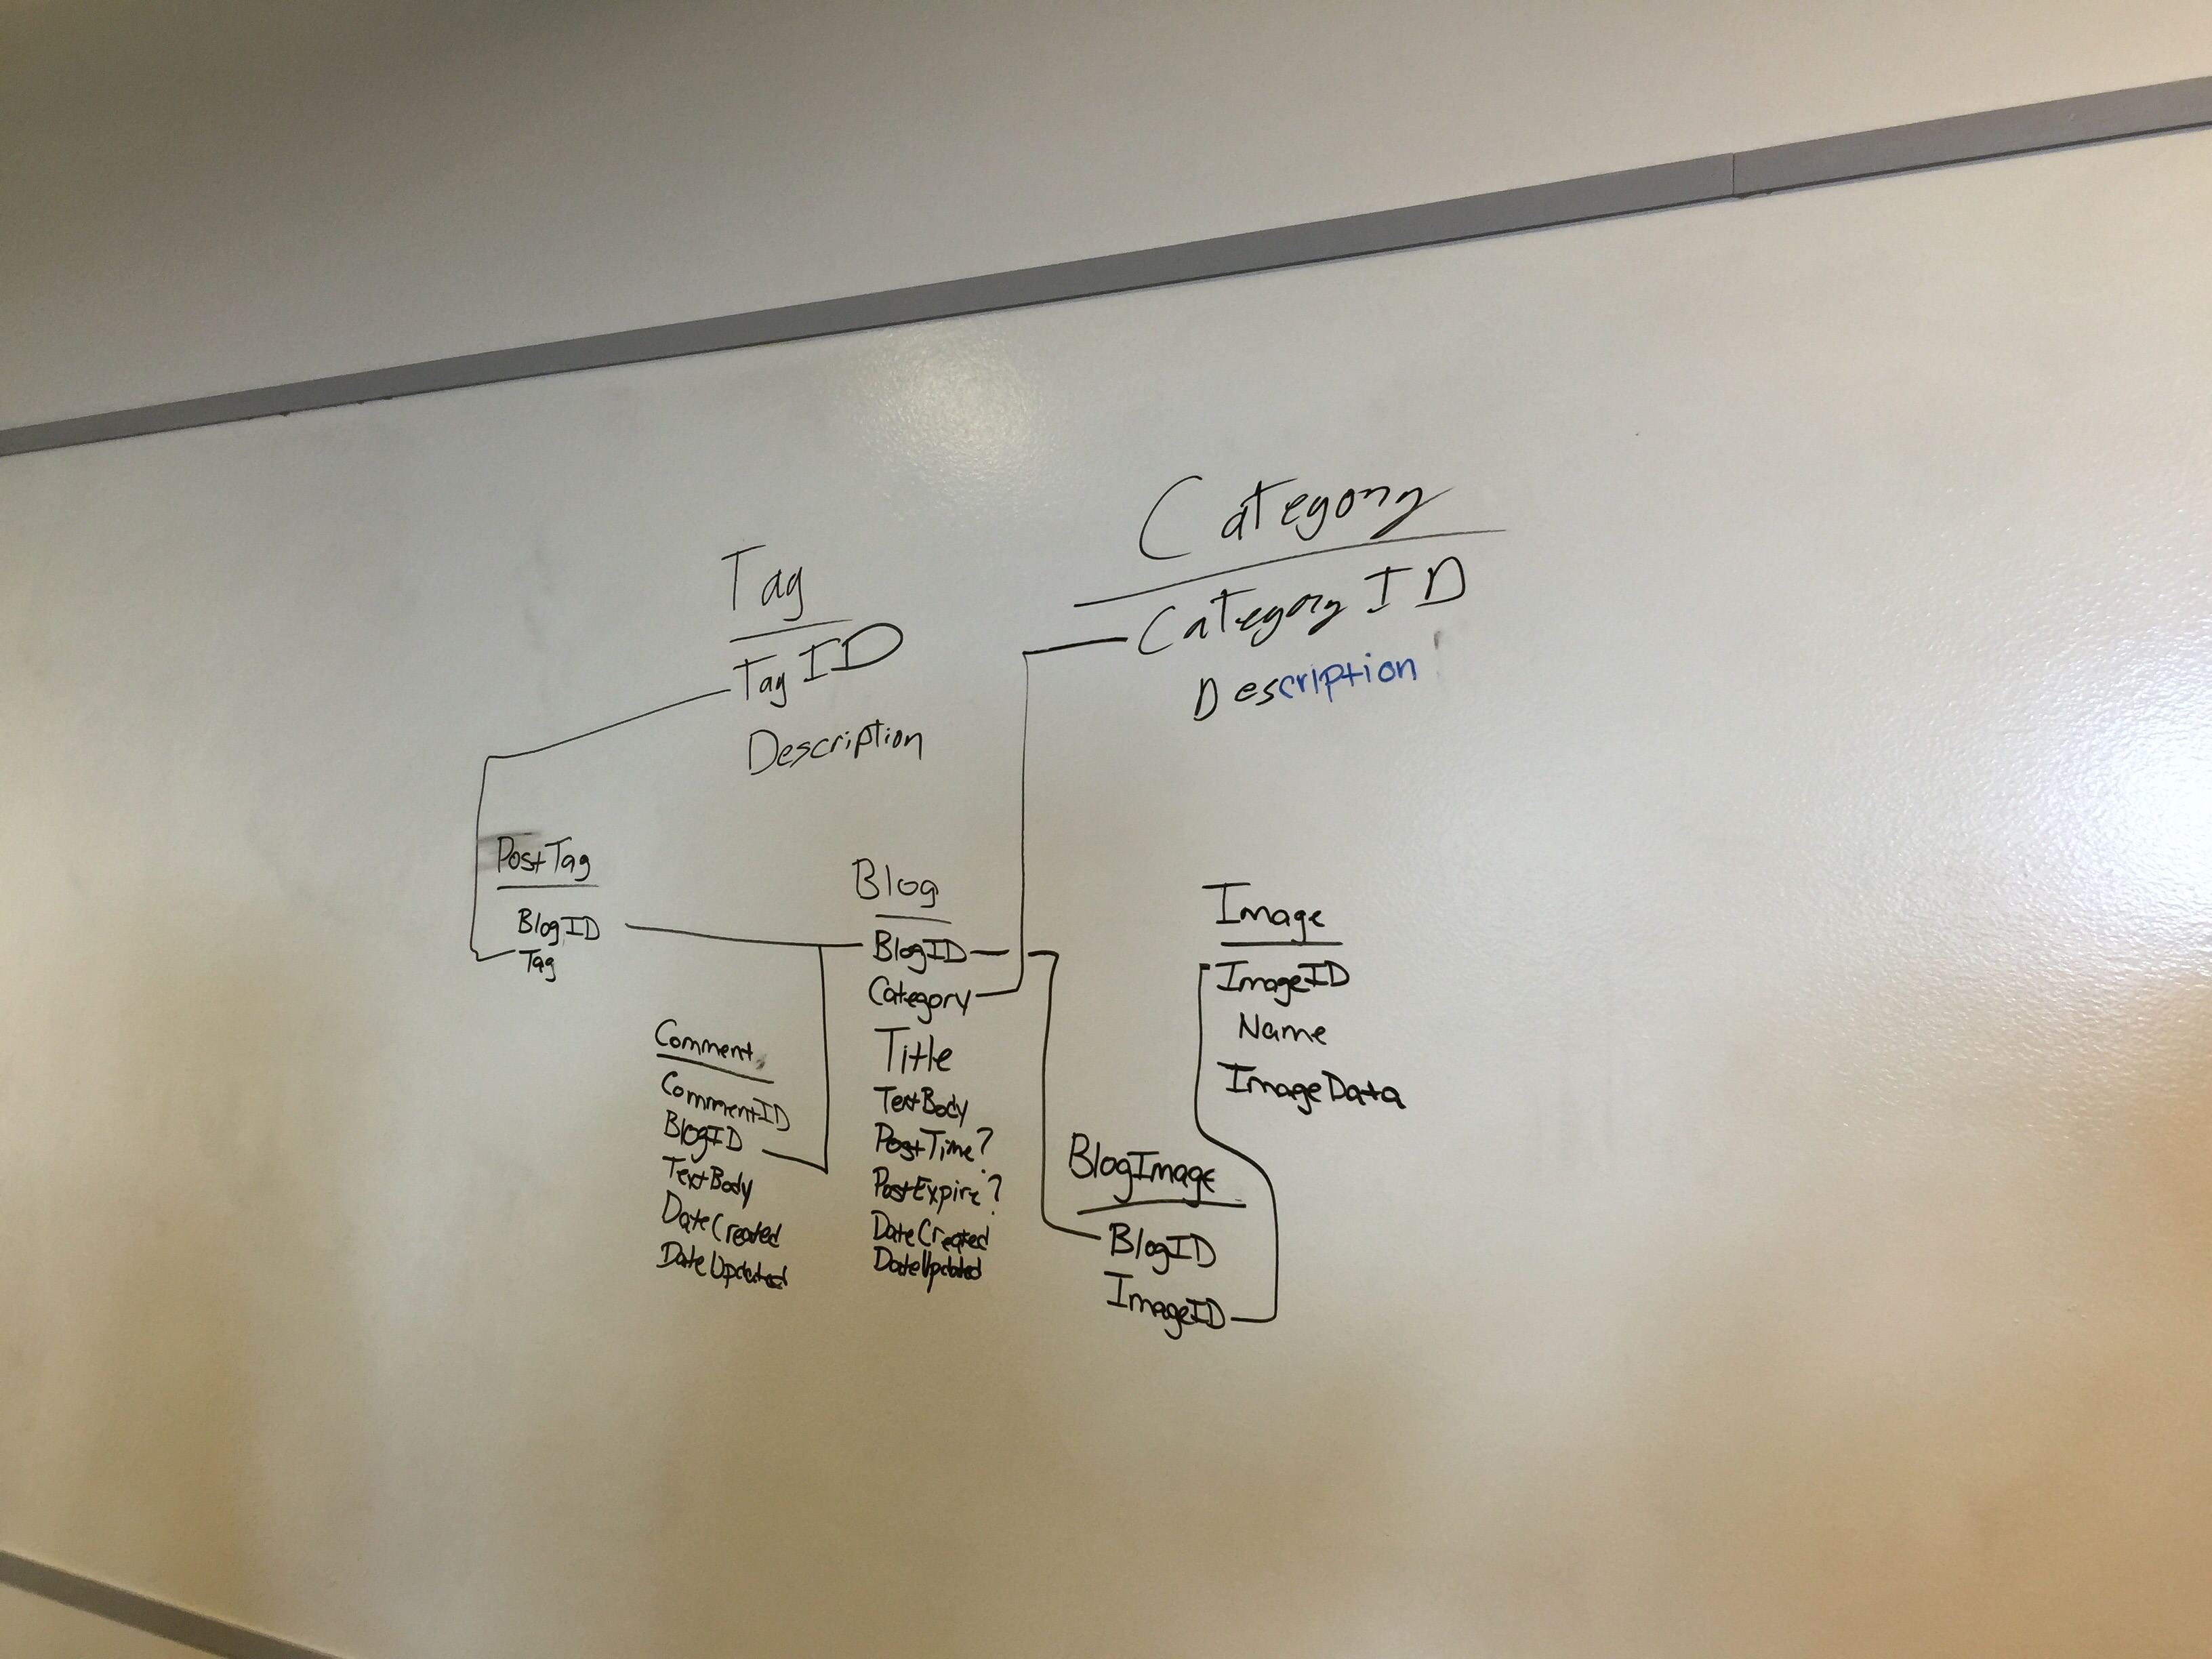 Category
CategoryID
Description
Tag
TagID
Description
PostTag
BlogID
Tag
Blog
BlogID
Category
Title
TextBody
PostTime?
PostExpire?
DateCreated
DateUpdated
Comment
CommentID
BlogID
TextBody
DateCreated
DateUpdated
Image
ImageID
Name
ImageData
BlogImage
BlogID
ImageID